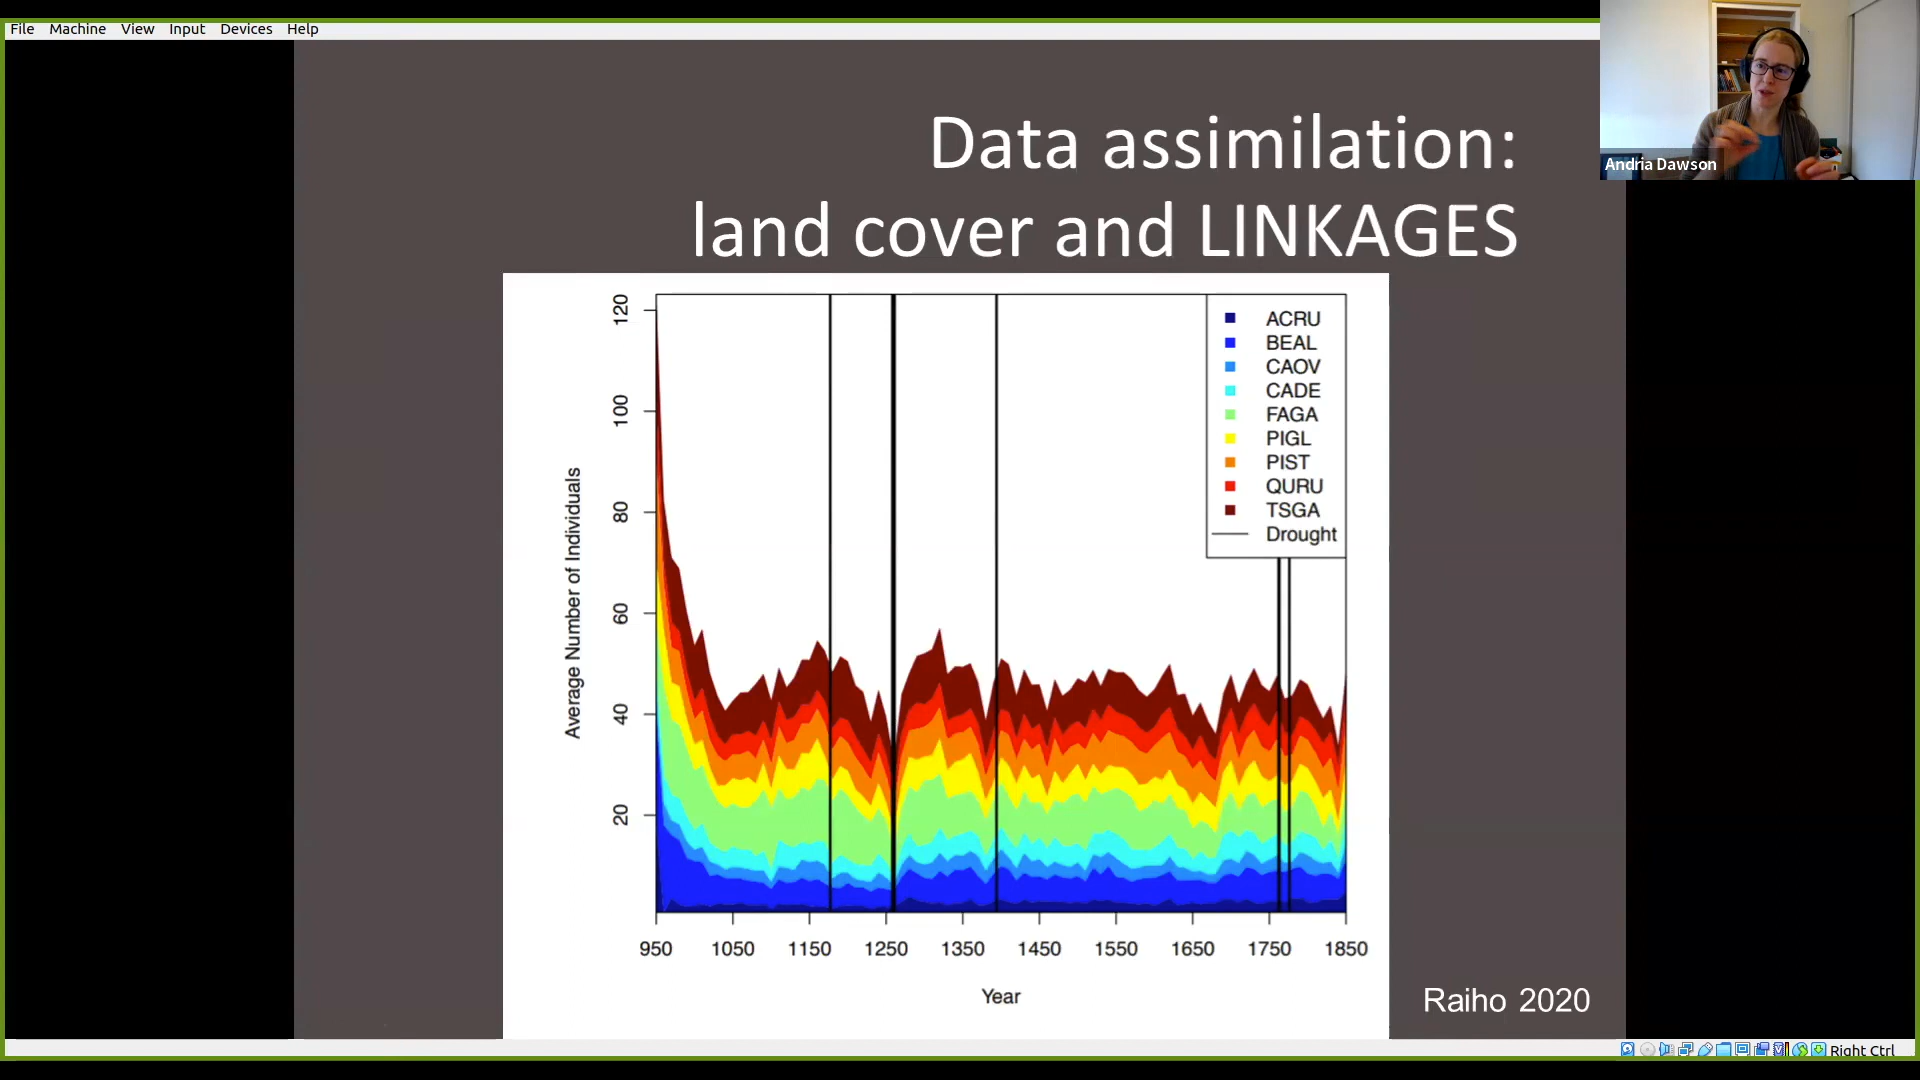 File Machine View Input Devices Help
Andria Dawson
Data assimilation:
land cover and LINKAGES
120
100
80
60
40
20
Average Number of Individuals
ACRU
BEAL
CAOV
CADE
FAGA
PIGL
PIST
QURU
TSGA
Drought
950 1050 1150 1250 1350 1450 1550 1650 1750 1850
Year
Raiho 2020
Right Ctrl